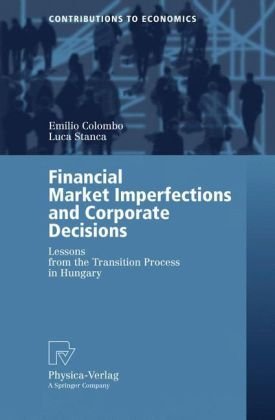 CONTRIBUTIONS TO ECONOMICS
Emilio Colombo
Luca Stanca
Financial
Market Imperfections
and Corporate
Decisions
Lessons
from the Transition Process
in Hungary
Physica-Verlag
A Springer Company